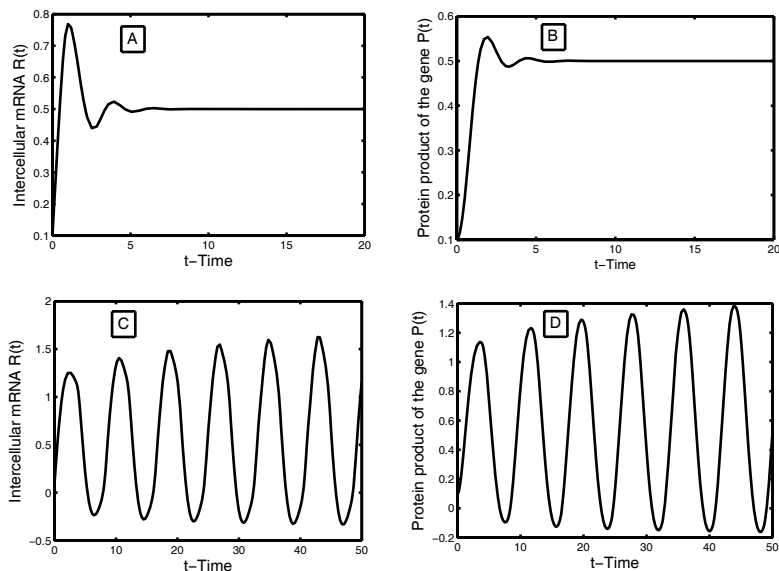 A
Intercellular mRNA R(t)
0.8
0.7
0.6
0.5
0.4
0.3
0.2
0.1
0 5 10 15 20
t−Time
B
Protein product of the gene P(t)
0.6
0.5
0.4
0.3
0.2
0.1
0 5 10 15 20
t−Time
C
Intercellular mRNA R(t)
2
1.5
1
0.5
0
−0.5
0 10 20 30 40 50
t−Time
D
Protein product of the gene P(t)
1.4
1.2
1
0.8
0.6
0.4
0.2
0
−0.2
0 10 20 30 40 50
t−Time